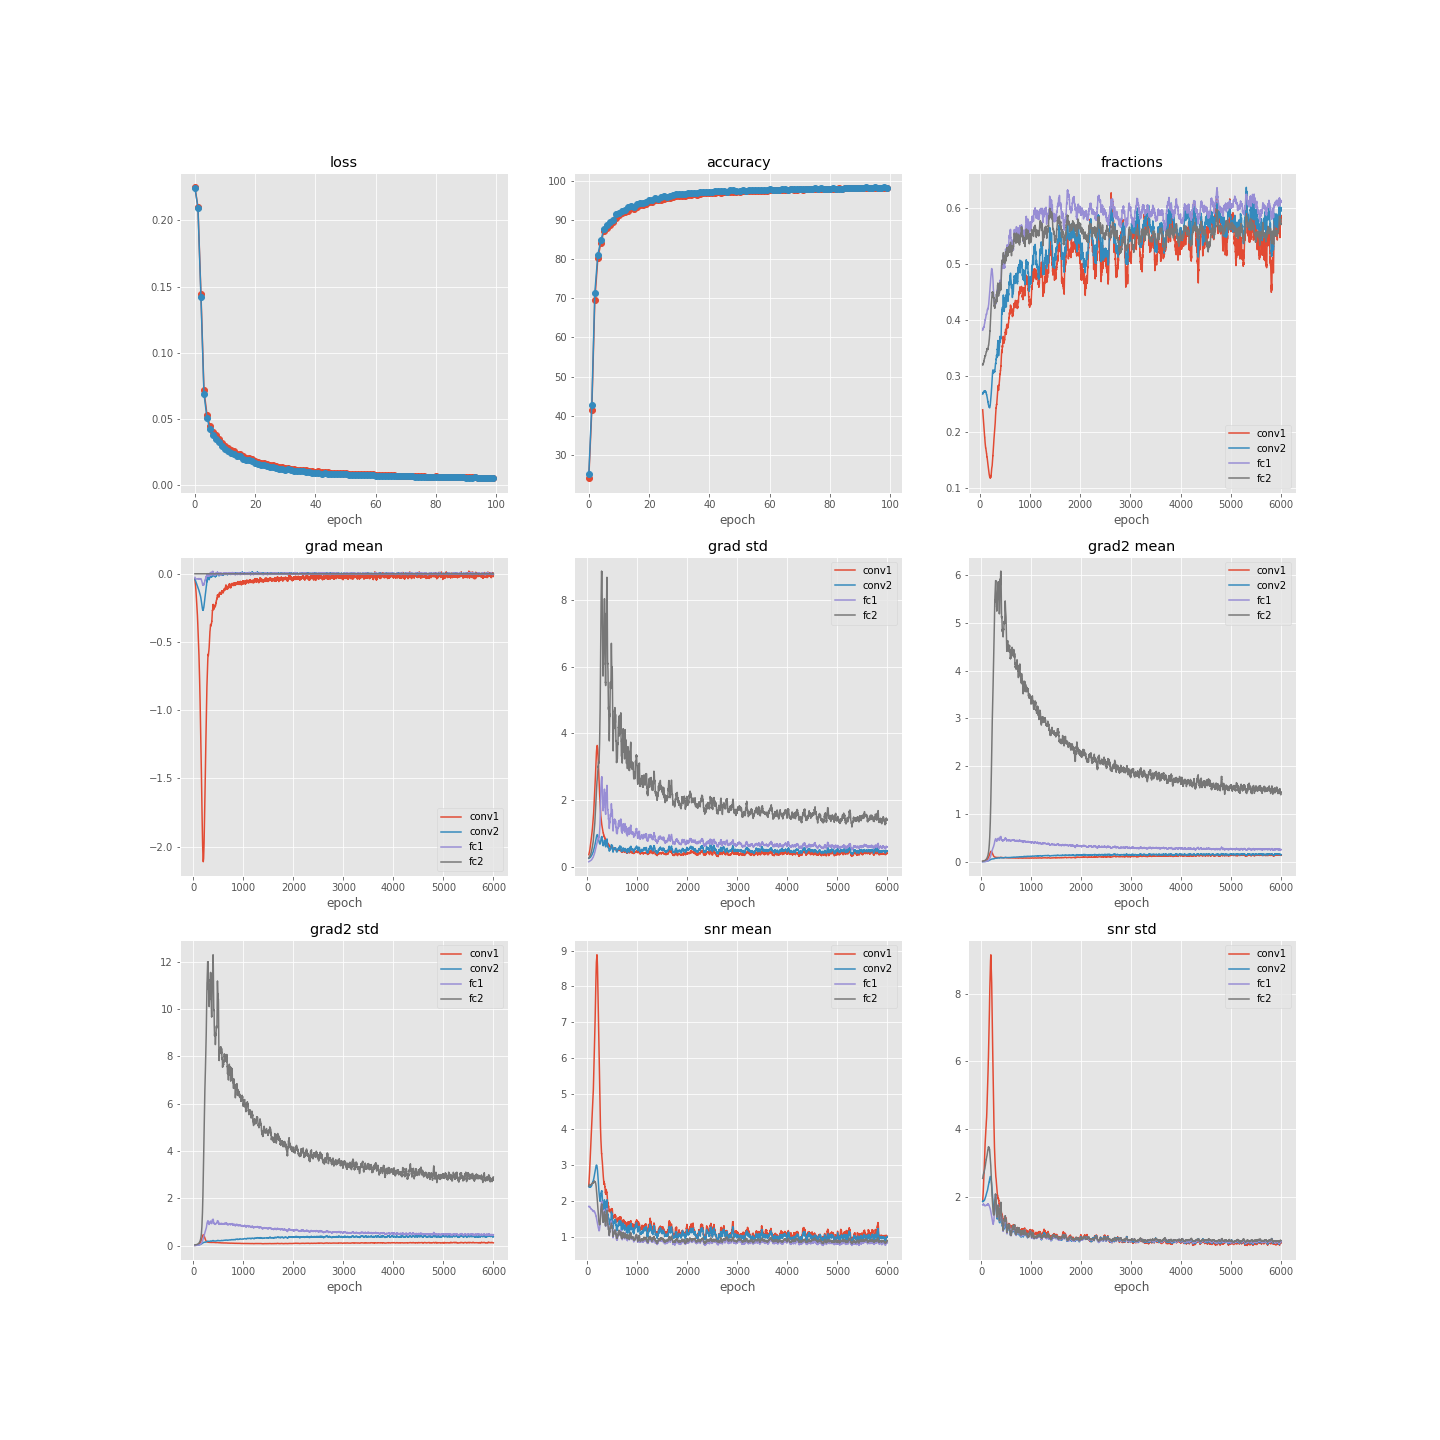 loss
0.20
0.15
0.10
0.05
0.00
0 20 40 60 80 100
epoch
accuracy
100
90
80
70
60
50
40
30
0 20 40 60 80 100
epoch
fractions
0.6
0.5
0.4
0.3
0.2
0.1
conv1
conv2
fc1
fc2
0 1000 2000 3000 4000 5000 6000
epoch
grad mean
0.0
−0.5
−1.0
−1.5
−2.0
conv1
conv2
fc1
fc2
0 1000 2000 3000 4000 5000 6000
epoch
grad std
8
6
4
2
0
conv1
conv2
fc1
fc2
0 1000 2000 3000 4000 5000 6000
epoch
grad2 mean
6
5
4
3
2
1
0
conv1
conv2
fc1
fc2
0 1000 2000 3000 4000 5000 6000
epoch
grad2 std
12
10
8
6
4
2
0
conv1
conv2
fc1
fc2
0 1000 2000 3000 4000 5000 6000
epoch
snr mean
9
8
7
6
5
4
3
2
1
conv1
conv2
fc1
fc2
0 1000 2000 3000 4000 5000 6000
epoch
snr std
8
6
4
2
conv1
conv2
fc1
fc2
0 1000 2000 3000 4000 5000 6000
epoch